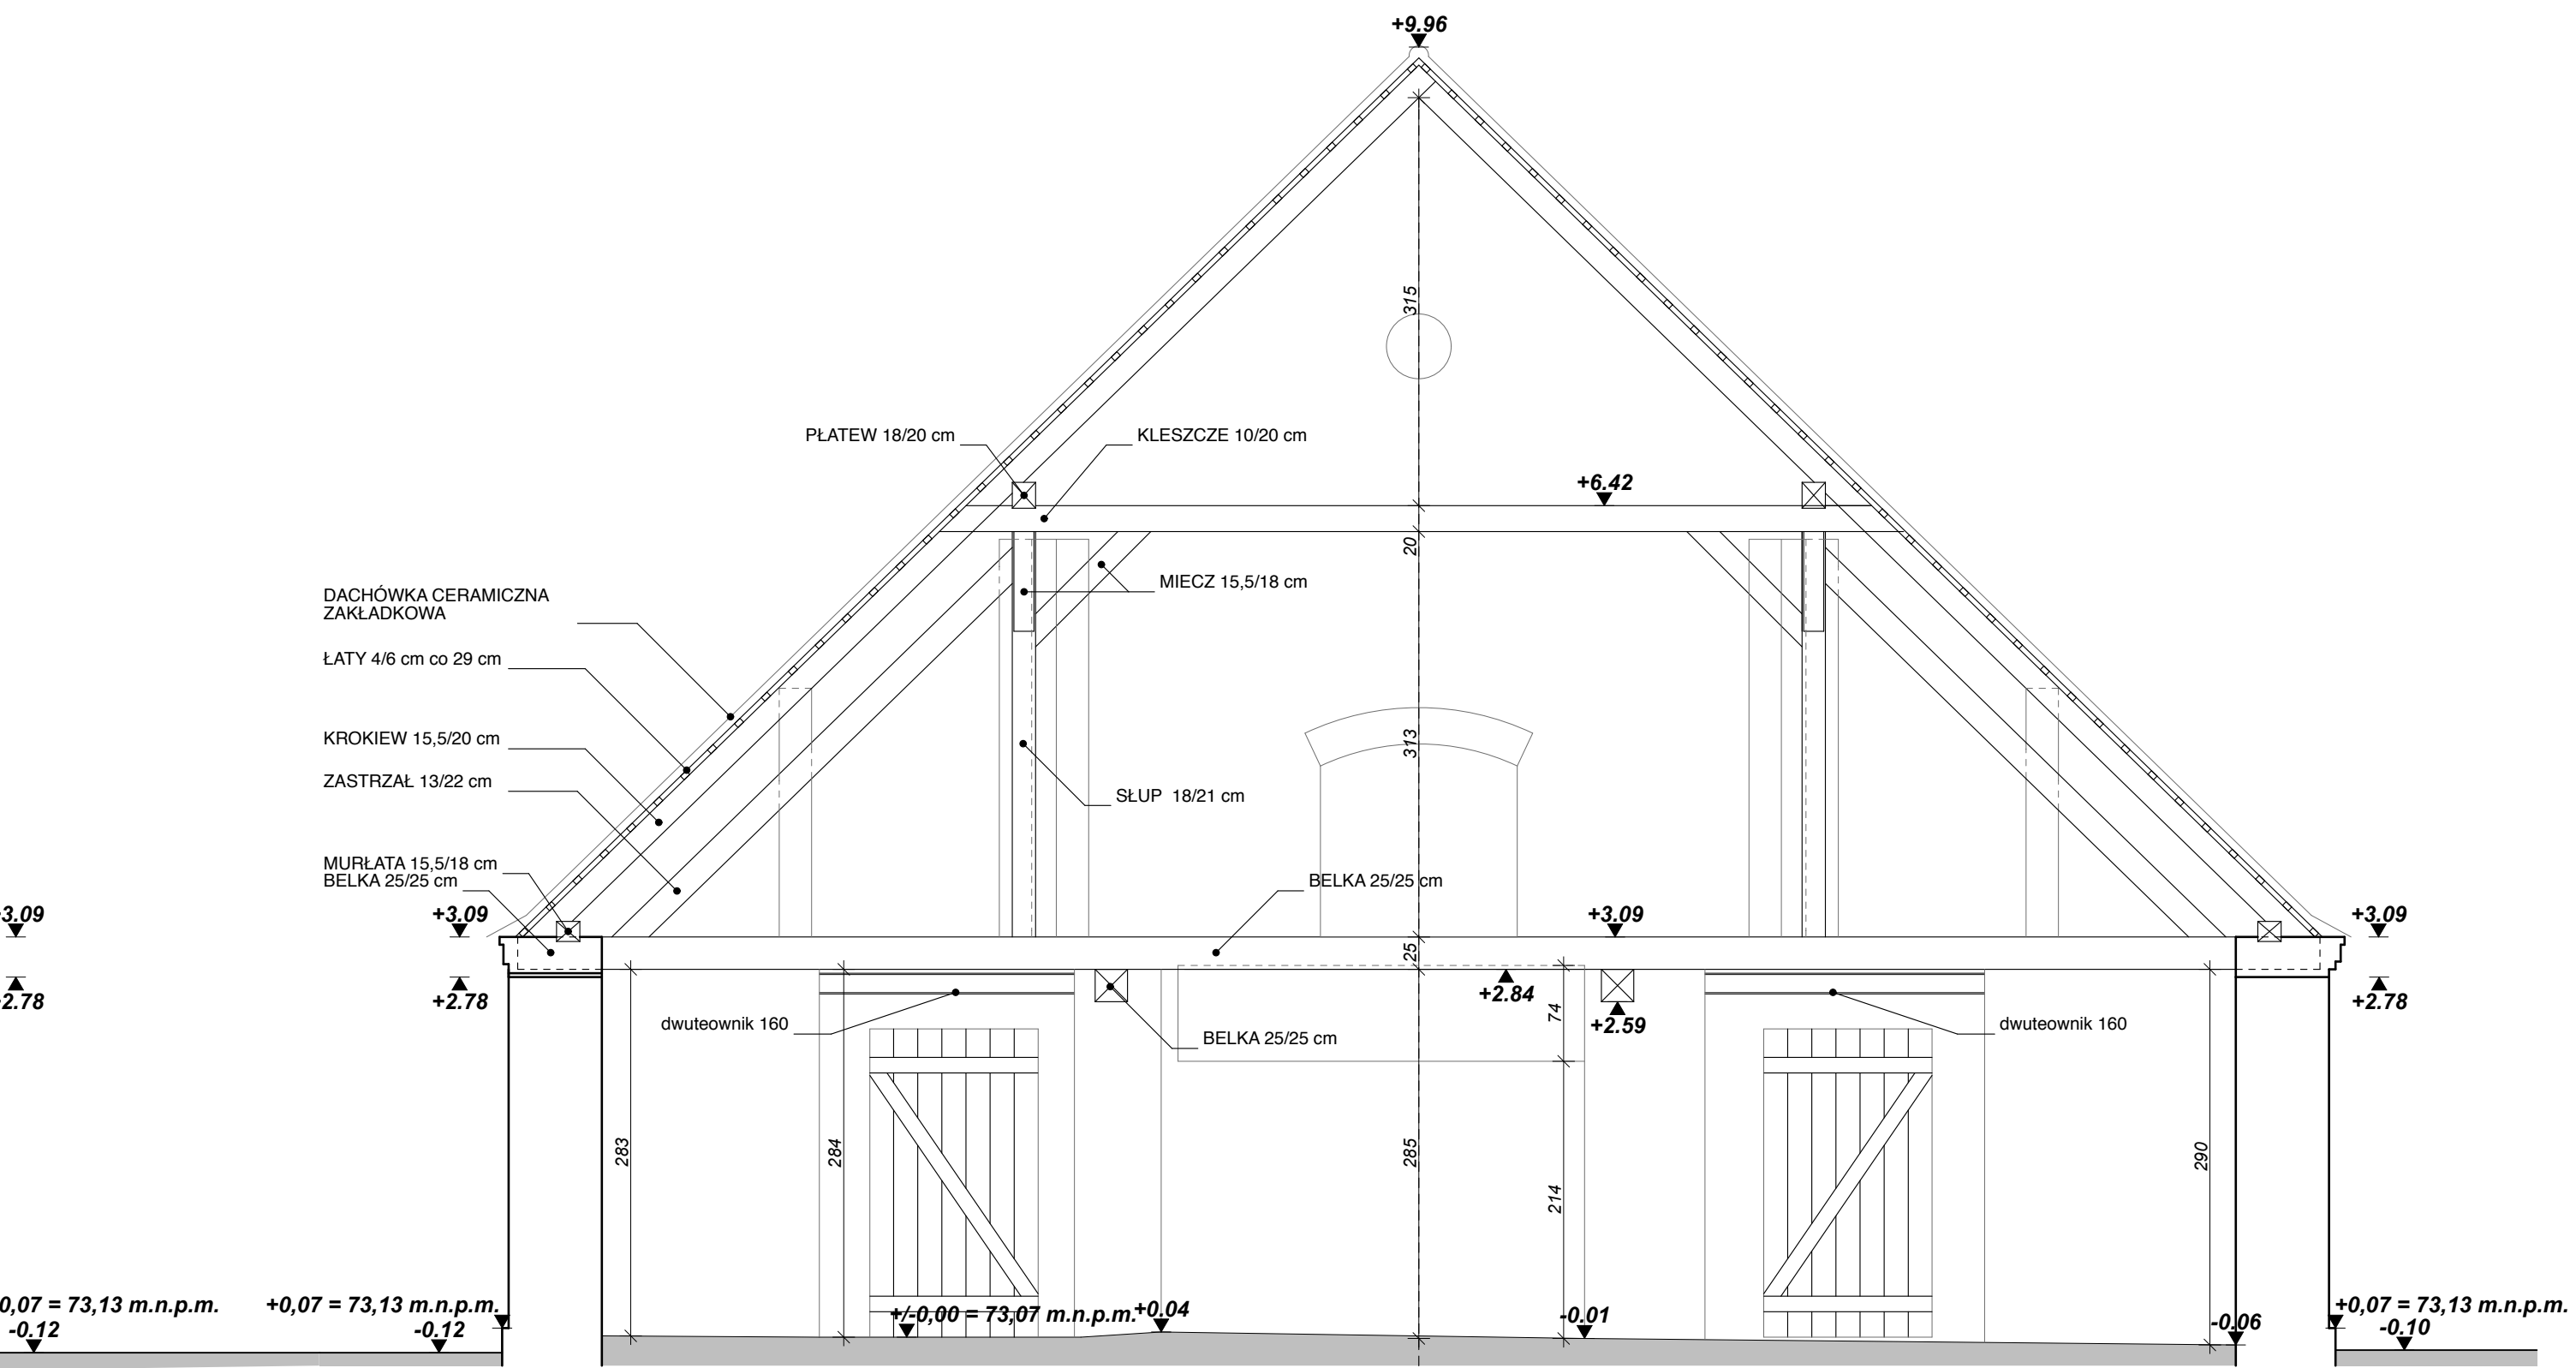 +9.96
315
PŁATEW 18/20 cm
KLESZCZE 10/20 cm
+6.42
20
MIECZ 15,5/18 cm
DACHÓWKA CERAMICZNA
ZAKŁADKOWA
ŁATY 4/6 cm co 29 cm
KROKIEW 15,5/20 cm
313
ZASTRZAŁ 13/22 cm
SŁUP 18/21 cm
MURŁATA 15,5/18 cm
BELKA 25/25 cm
BELKA 25/25 cm
+3.09
+3.09
+3.09
+3.09
25
2.78
+2.78
+2.84
+2.78
74
+2.59
dwuteownik 160
BELKA 25/25 cm
dwuteownik 160
283
284
285
290
214
0,07 = 73,13 m.n.p.m.
-0.12
+0,07 = 73,13 m.n.p.m.
-0.12
+/-0,00 = 73,07 m.n.p.m.
+0.04
-0.01
-0.06
+0,07 = 73,13 m.n.p.m.
-0.10